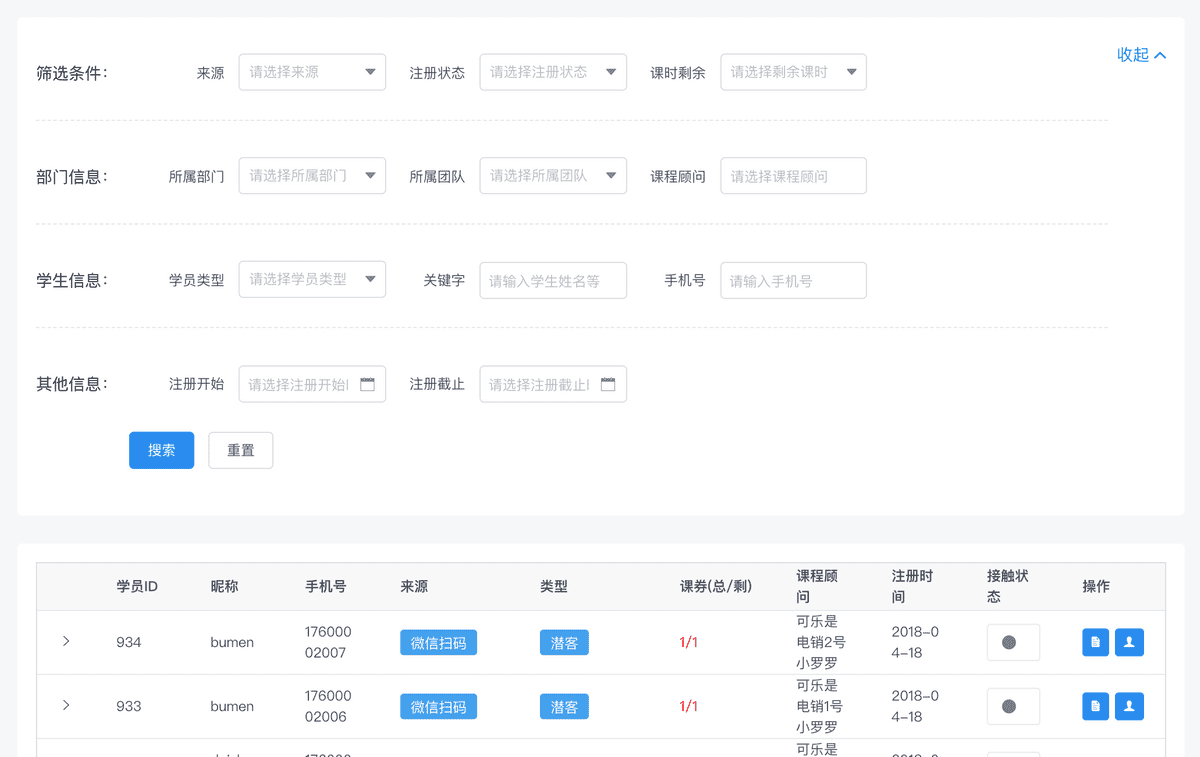 收起
筛选条件: 来源 请选择来源 注册状态 请选择注册状态 课时剩余 请选择剩余课时
部门信息: 所属部门 请选择所属部门 所属团队 请选择所属团队 课程顾问 请选择课程顾问
学生信息: 学员类型 请选择学员类型 关键字 请输入学生姓名等 手机号 请输入手机号
其他信息: 注册开始 请选择注册开始 注册截止 请选择注册截止
搜索 重置
学员ID 昵称 手机号 来源 类型 课券(总/剩) 课程顾 注册时 接触状 操作
问 间 态
可乐是
934 bumen 176000 微信扫码 潜客 1/1 电销2号 2018-0
02007 小罗罗 4-18
可乐是
933 bumen 176000 微信扫码 潜客 1/1 电销1号 2018-0
02006 小罗罗 4-18
可乐是